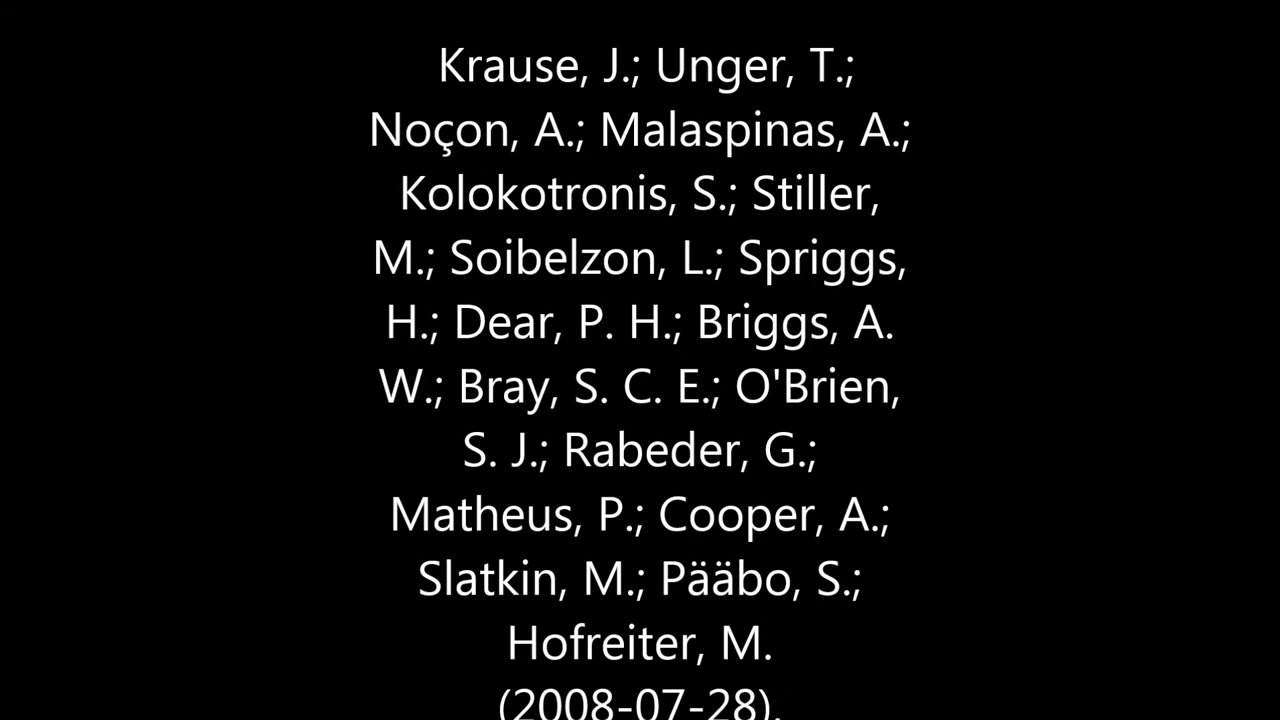 Krause, J.; Unger, T.;
Noçon, A.; Malaspinas, A.;
Kolokotronis, S.; Stiller,
M.; Soibelzon, L.; Spriggs,
H.; Dear, P. H.; Briggs, A.
W.; Bray, S. C. E.; O'Brien,
S. J.; Rabeder, G.;
Matheus, P.; Cooper, A.;
Slatkin, M.; Pääbo, S.;
Hofreiter, M.
(2008-07-28).